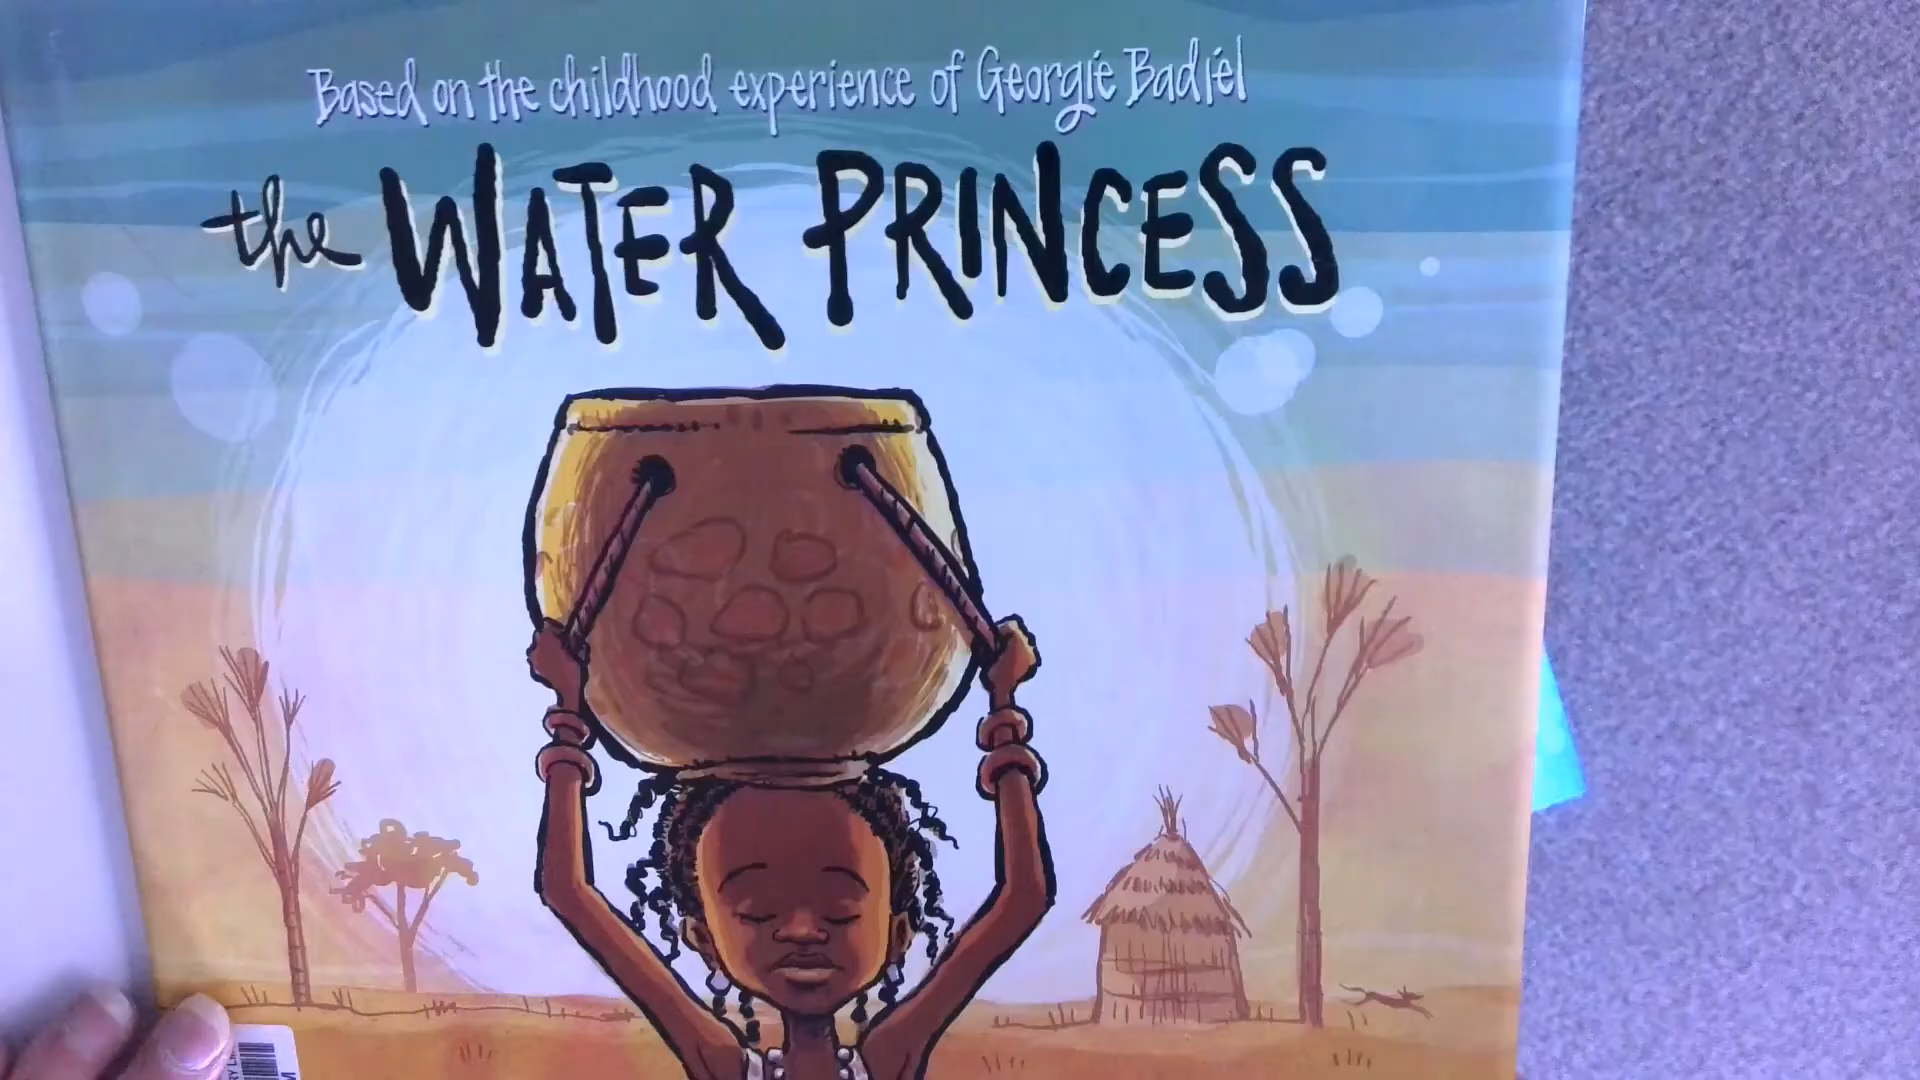 Based on the childhood experience of Georgie Badiel
the WATER PRINCESS